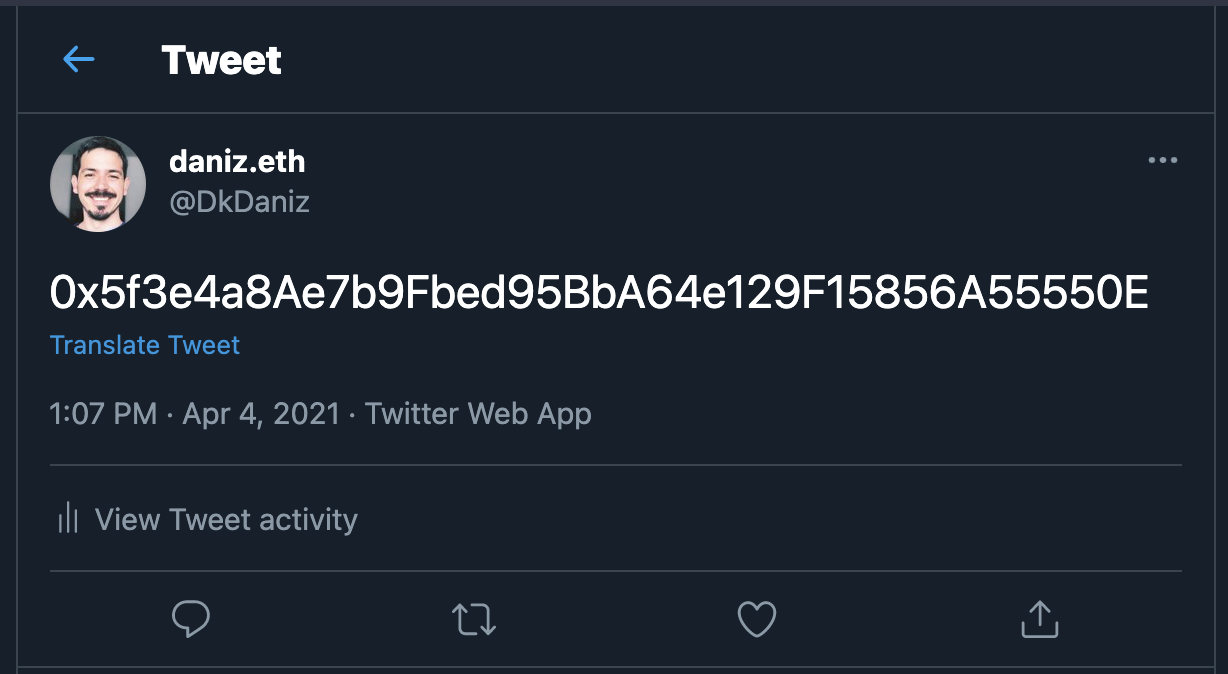 Tweet
daniz.eth
@DkDaniz
0x5f3e4a8Ae7b9Fbed95BbA64e129F15856A55550E
Translate Tweet
1:07 PM · Apr 4, 2021 · Twitter Web App
View Tweet activity